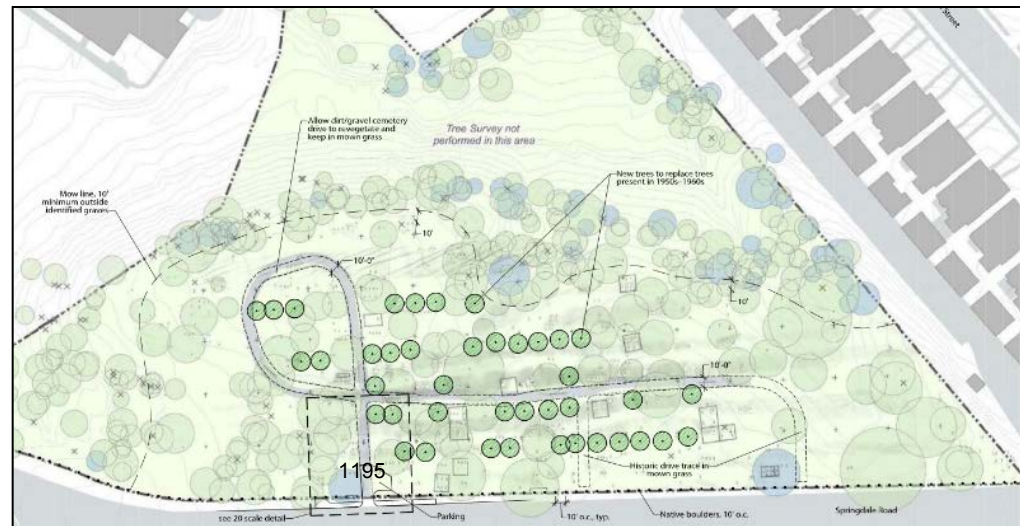 Street
Allow dirt/gravel cemetery
drive to revegetate and
keep in mown grass
Tree Survey not
performed in this area
New trees to replace trees
present in 1950s-1960s
Mow line, 10'
minimum outside
identified graves
10'
10'-0"
10'
10'-0"
1195
Historic drive trace in
mown grass
see 20 scale detail
Parking
10' o.c., typ.
Native boulders, 10' o.c.
Springdale Road